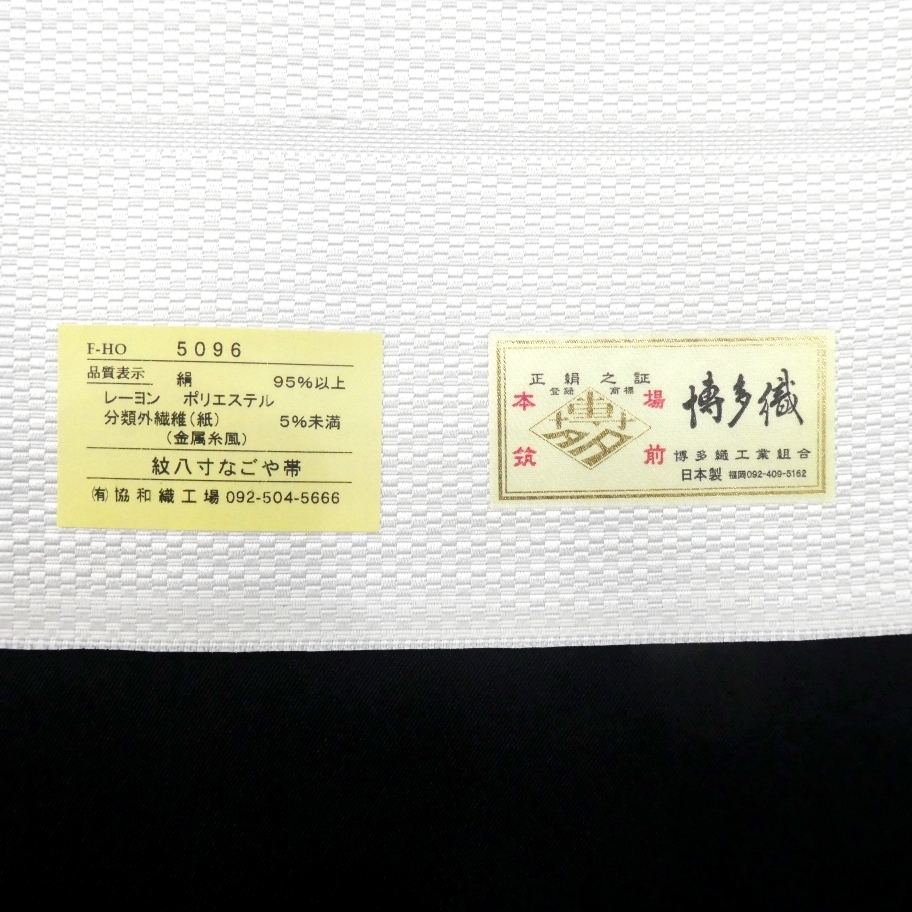 F-HO 5096
品質表示
絹 95%以上
レーヨン ポリエステル
分類外繊維(紙) 5%未満
(金属糸風)
紋八寸なごや帯
㈲協和織工場 092-504-5666
正絹之証
登録 商標
本場
筑前
博多
博多織
博多織工業組合
日本製 福岡092-409-5162